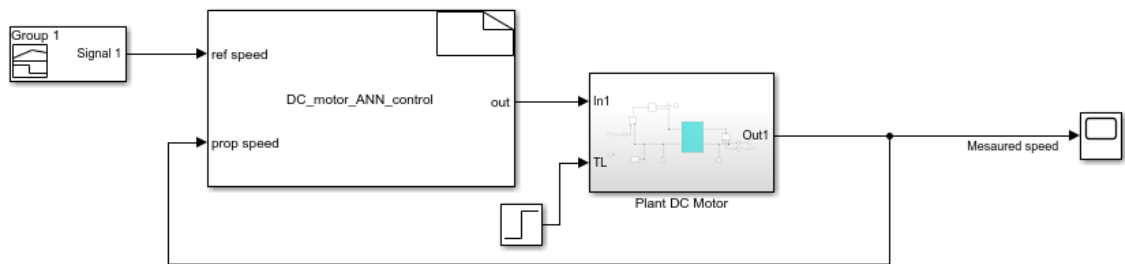 Group 1
Signal 1
ref speed
DC_motor_ANN_control
out
prop speed
In1
Out1
TL
Plant DC Motor
Mesaured speed